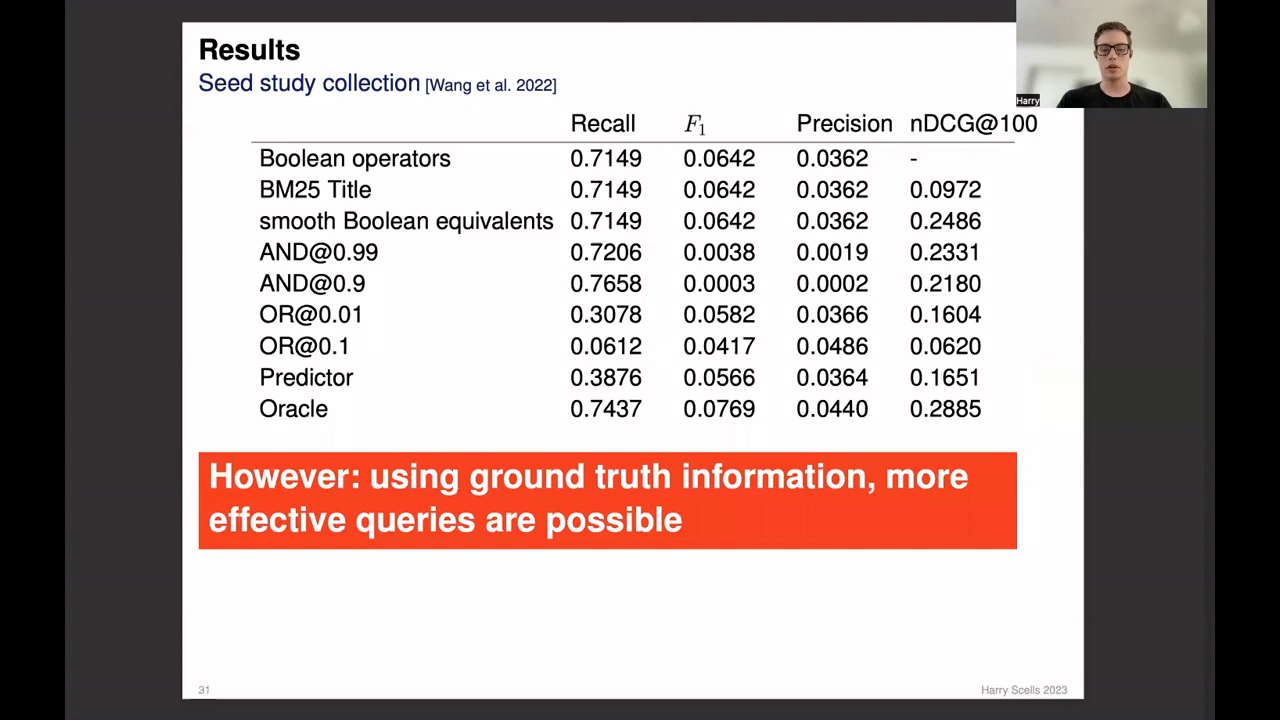 Results
Seed study collection [Wang et al. 2022]
Harry
Recall F1 Precision nDCG@100
Boolean operators 0.7149 0.0642 0.0362 -
BM25 Title 0.7149 0.0642 0.0362 0.0972
smooth Boolean equivalents 0.7149 0.0642 0.0362 0.2486
AND@0.99 0.7206 0.0038 0.0019 0.2331
AND@0.9 0.7658 0.0003 0.0002 0.2180
OR@0.01 0.3078 0.0582 0.0366 0.1604
OR@0.1 0.0612 0.0417 0.0486 0.0620
Predictor 0.3876 0.0566 0.0364 0.1651
Oracle 0.7437 0.0769 0.0440 0.2885
However: using ground truth information, more
effective queries are possible
31 Harry Scells 2023